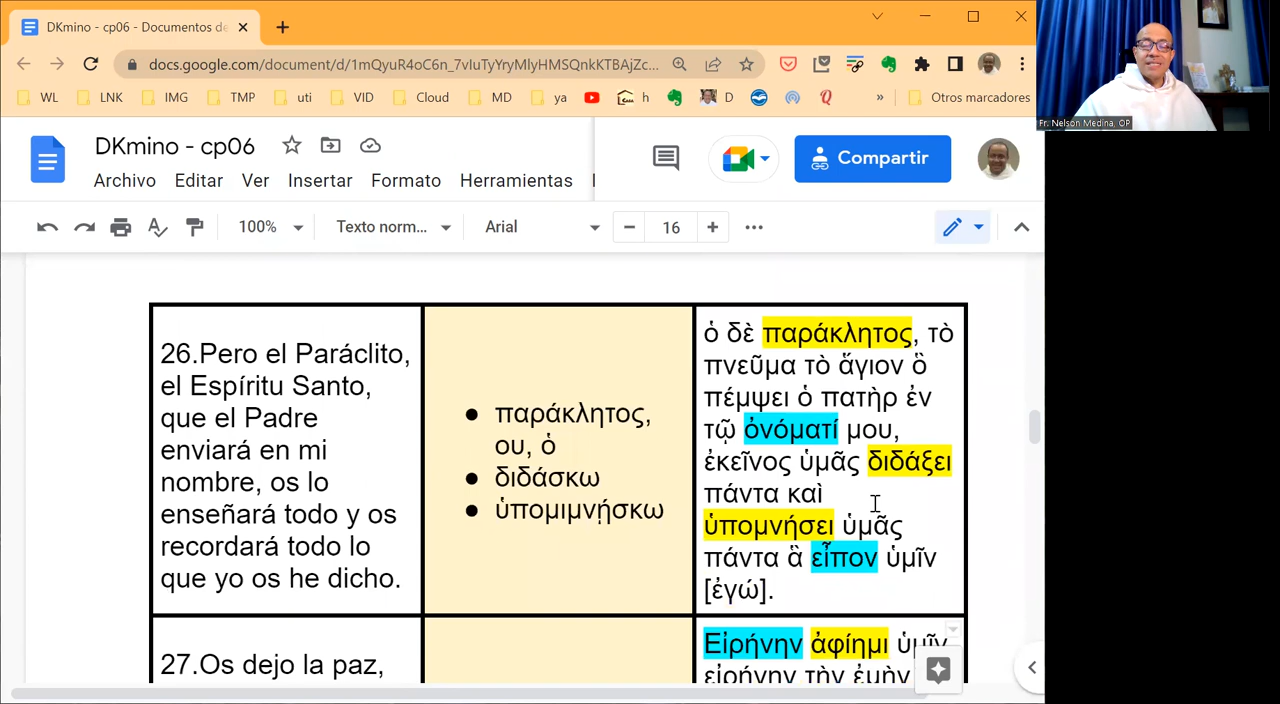 DKmino - cp06 - Documentos de
docs.google.com/document/d/1mQyuR4oC6n_7VuTyYryMlyHMSQnkKTBAjZc...
WL LNK IMG TMP uti VID Cloud MD ya h D » Otros marcadores
Fr. Nelson Medina, OP
DKmino - cp06
Compartir
Archivo Editar Ver Insertar Formato Herramientas
100% Texto norm... Arial 16
26.Pero el Paráclito,
el Espíritu Santo,
que el Padre
enviará en mi
nombre, os lo
enseñará todo y os
recordará todo lo
que yo os he dicho.
● παράκλητος,
ου, ὁ
● διδάσκω
● ὑπομιμνῄσκω
ὁ δὲ παράκλητος, τὸ
πνεῦμα τὸ ἅγιον ὃ
πέμψει ὁ πατὴρ ἐν
τῷ ὀνόματί μου,
ἐκεῖνος ὑμᾶς διδάξει
πάντα καὶ
ὑπομνήσει ὑμᾶς
πάντα ἃ εἶπον ὑμῖν
[ἐγώ].
27.Os dejo la paz,
Εἰρήνην ἀφίημι ὑμῖν
εἰρήνην τὴν ἐμὴν